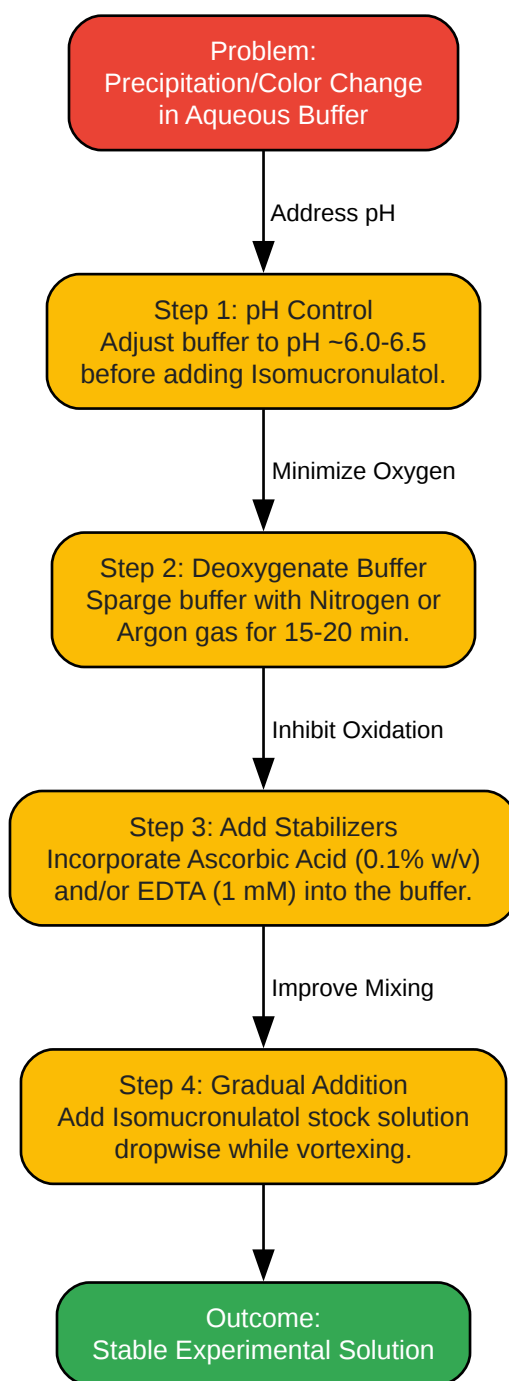 Problem:
Precipitation/Color Change
in Aqueous Buffer
Address pH
Step 1: pH Control
Adjust buffer to pH ~6.0-6.5
before adding Isomucronulatol.
Minimize Oxygen
Step 2: Deoxygenate Buffer
Sparge buffer with Nitrogen or
Argon gas for 15-20 min.
Inhibit Oxidation
Step 3: Add Stabilizers
Incorporate Ascorbic Acid (0.1% w/v)
and/or EDTA (1 mM) into the buffer.
Improve Mixing
Step 4: Gradual Addition
Add Isomucronulatol stock solution
dropwise while vortexing.
Outcome:
Stable Experimental Solution